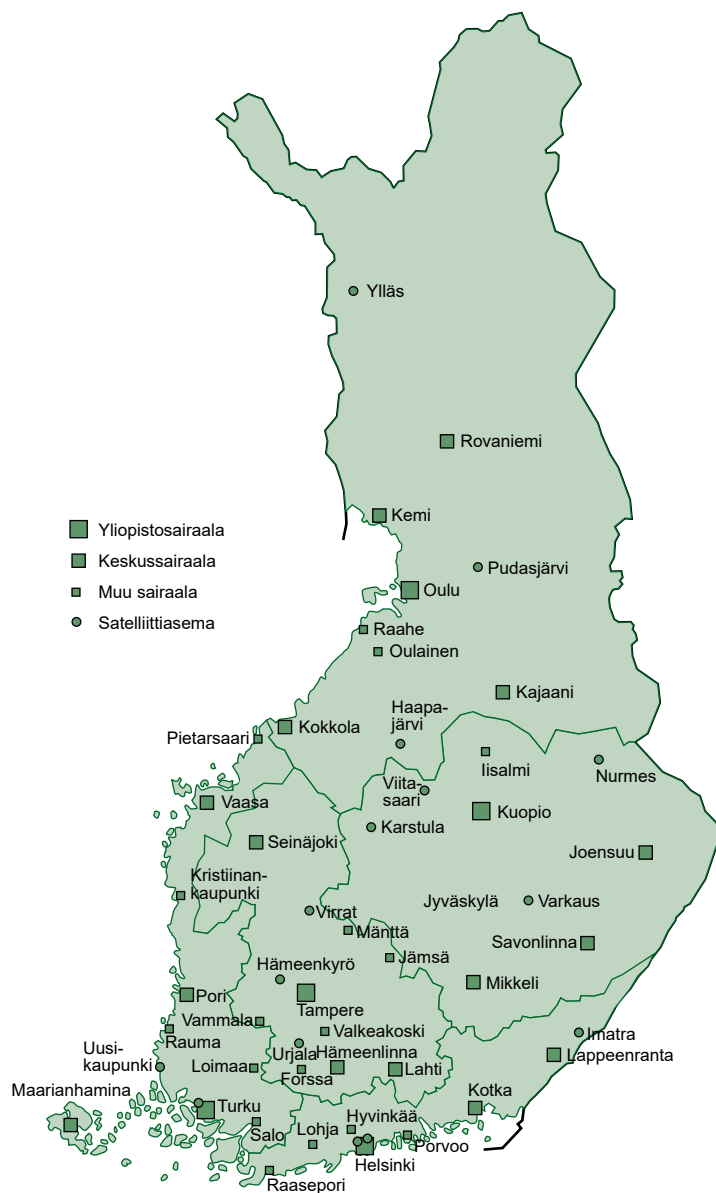 Ylläs
Rovaniemi
Kemi
Yliopistosairaala
Keskussairaala
Muu sairaala
Satelliittiasema
Pudasjärvi
Oulu
Raahe
Oulainen
Kajaani
Haapa-
järvi
Kokkola
Pietarsaari
Iisalmi
Nurmes
Viita-
saari
Vaasa
Kuopio
Karstula
Seinäjoki
Joensuu
Kristiinan-
kaupunki
Jyväskylä
Varkaus
Virrat
Mänttä
Savonlinna
Jämsä
Hämeenkyrö
Mikkeli
Pori
Tampere
Vammala
Valkeakoski
Rauma
Imatra
Uusi-
kaupunki
Urjala
Hämeenlinna
Lappeenranta
Loimaa
Forssa
Lahti
Maarianhamina
Kotka
Turku
Hyvinkää
Salo
Lohja
Porvoo
Helsinki
Raasepori